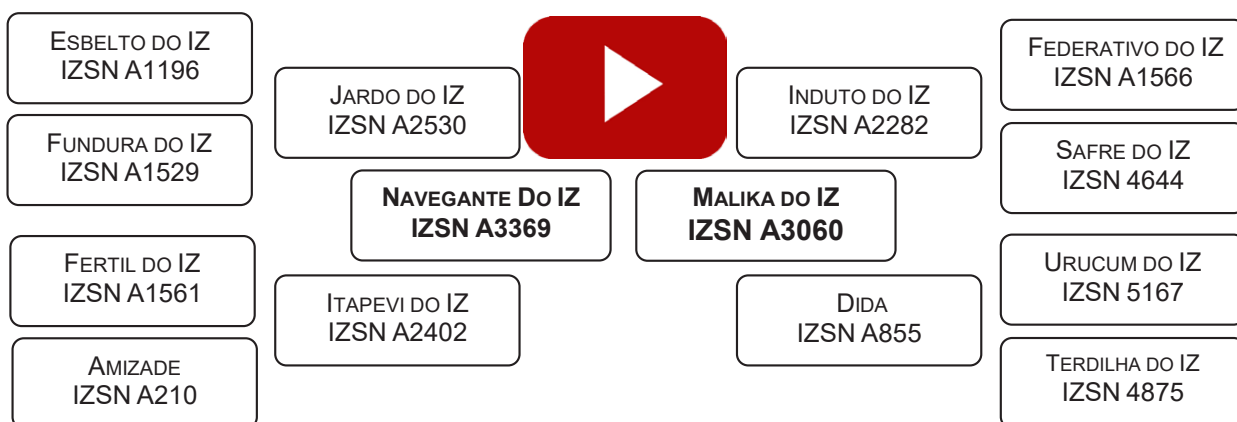 Esbelto do IZ
IZSN A1196
Fundura do IZ
IZSN A1529
Fertil do IZ
IZSN A1561
Amizade
IZSN A210
Jardo do IZ
IZSN A2530
Itapevi do IZ
IZSN A2402
Navegante Do IZ
IZSN A3369
Malika do IZ
IZSN A3060
Induto do IZ
IZSN A2282
Dida
IZSN A855
Federativo do IZ
IZSN A1566
Safre do IZ
IZSN 4644
Urucum do IZ
IZSN 5167
Terdilha do IZ
IZSN 4875